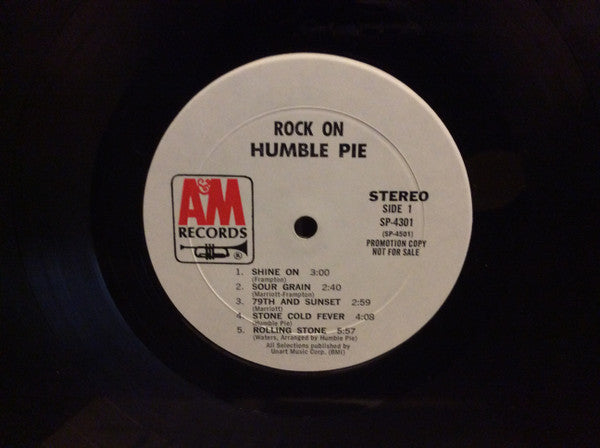 ROCK ON
HUMBLE PIE
A&M
RECORDS
®
STEREO
SIDE 1
SP-4301
(SP-4501)
PROMOTION COPY
NOT FOR SALE
1. SHINE ON 3:00
(Frampton)
2. SOUR GRAIN 2:40
(Marriott-Frampton)
3. 79TH AND SUNSET 2:59
(Marriott)
4. STONE COLD FEVER 4:08
(Humble Pie)
5. ROLLING STONE 5:57
(Waters, Arranged by Humble Pie)
All Selections published by
Unart Music Corp. (BMI)